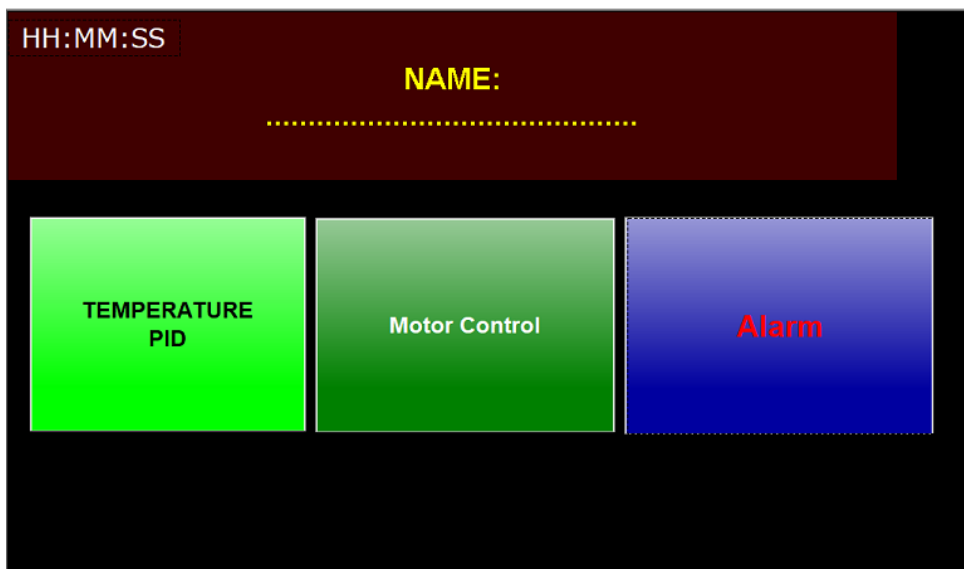 HH:MM:SS
NAME:
............................................
TEMPERATURE
PID
Motor Control
Alarm